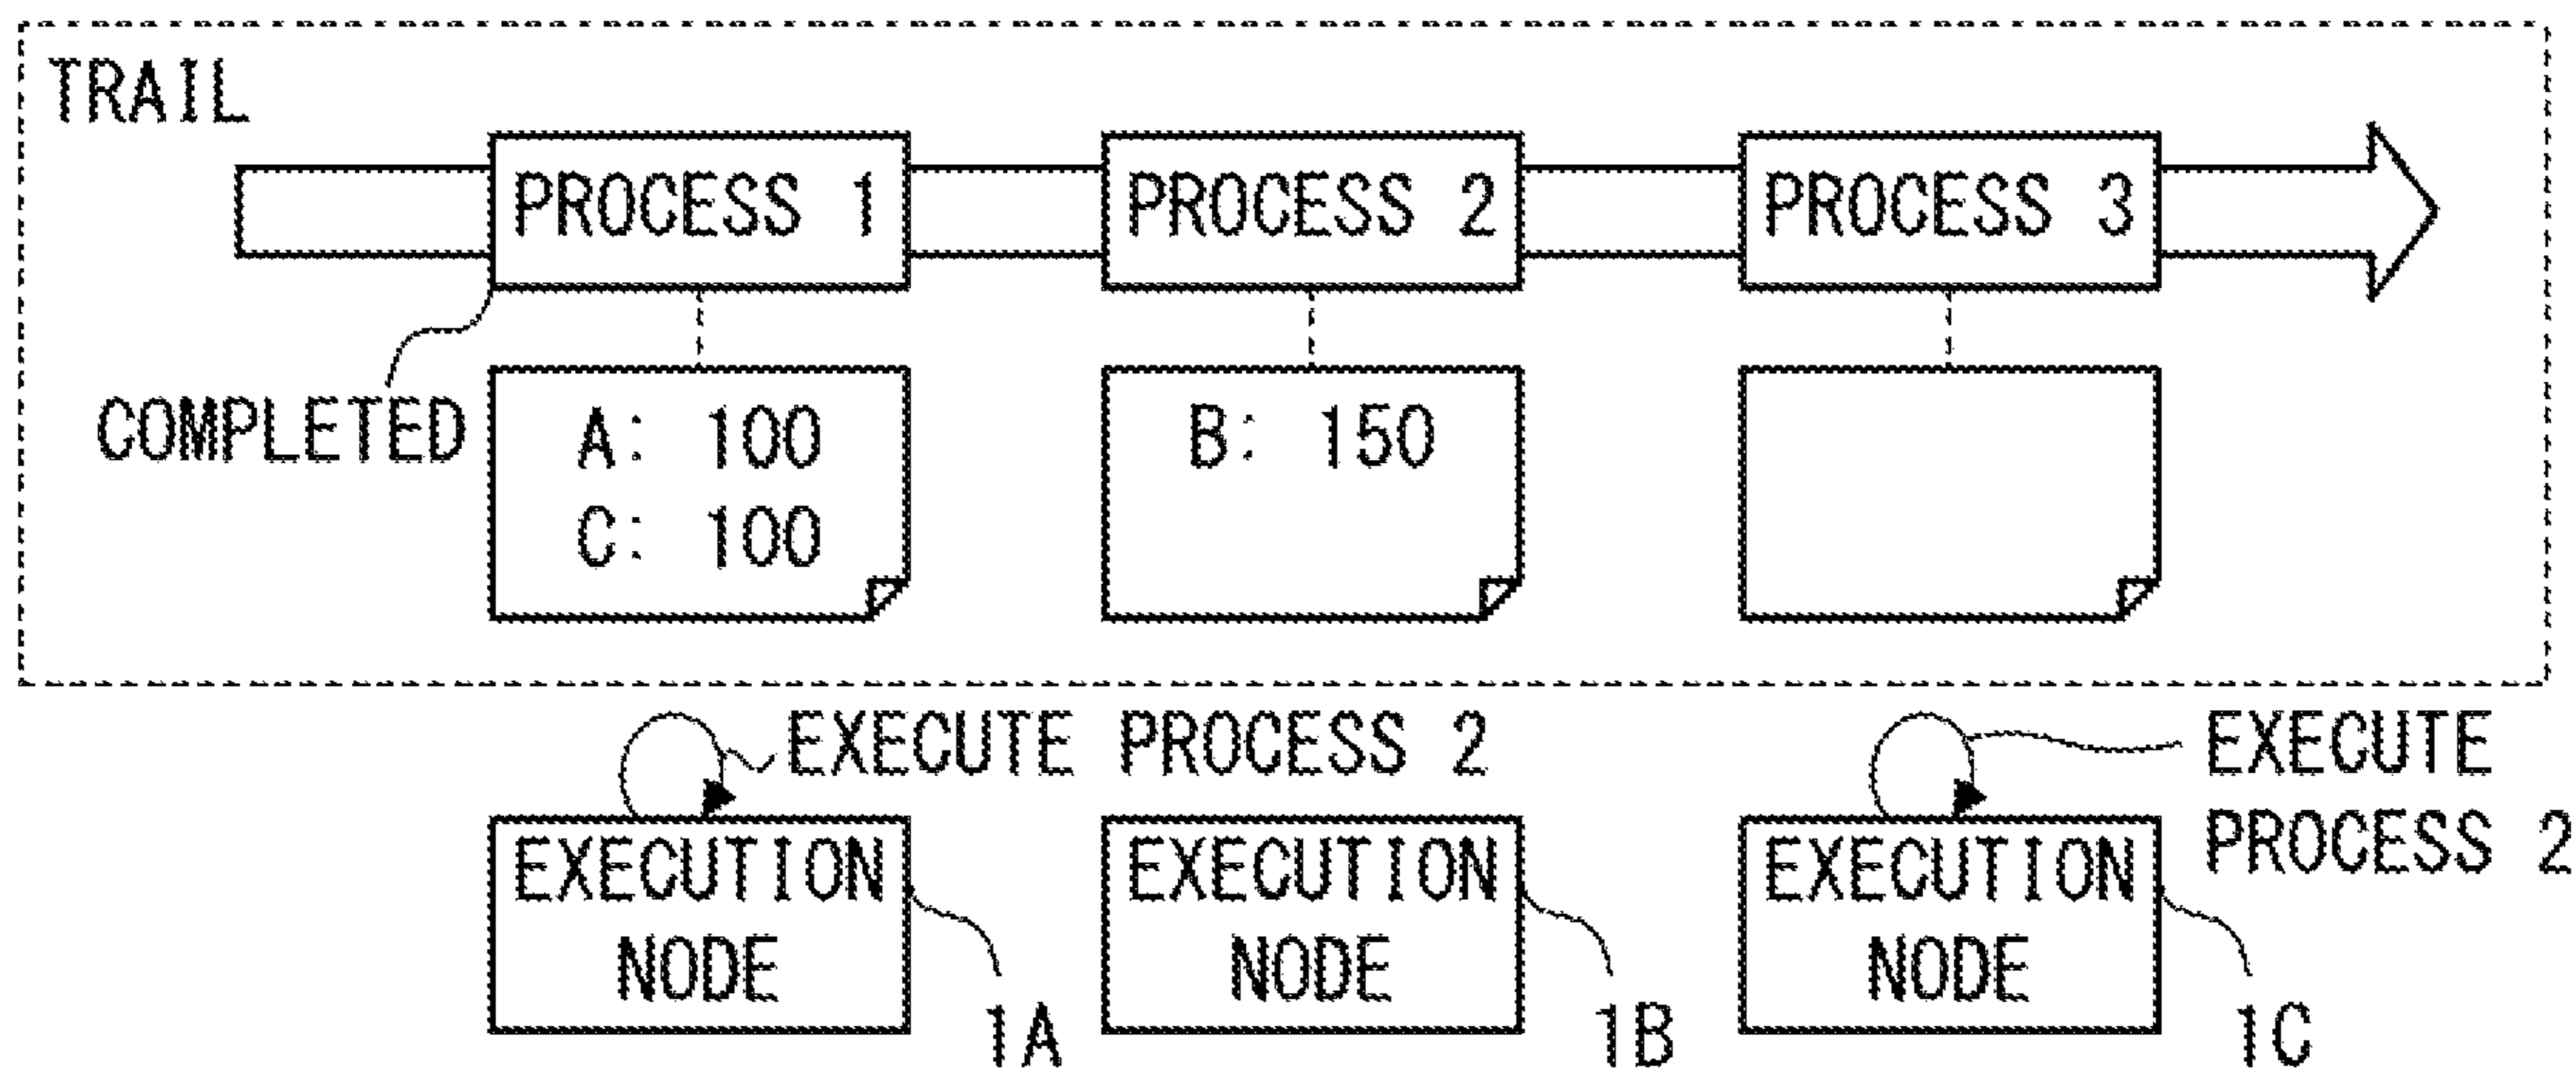 TRAIL
PROCESS 1
PROCESS 2
PROCESS 3
COMPLETED
A: 100
C: 100
B: 150
EXECUTE PROCESS 2
EXECUTE
PROCESS 2
EXECUTION
NODE
1A
EXECUTION
NODE
1B
EXECUTION
NODE
1C